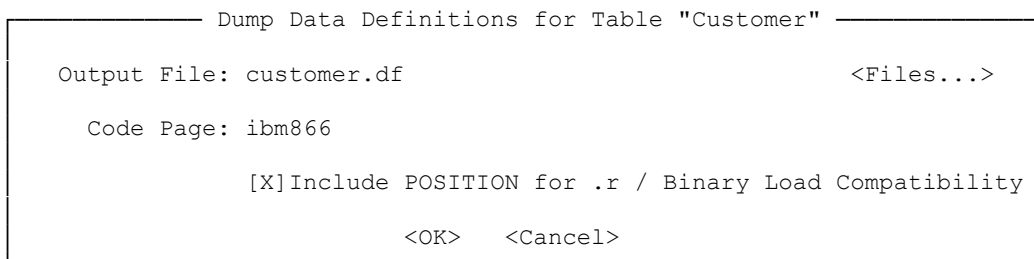 Dump Data Definitions for Table "Customer"
Output File: customer.df <Files...>
Code Page: ibm866
[X]Include POSITION for .r / Binary Load Compatibility
<OK> <Cancel>